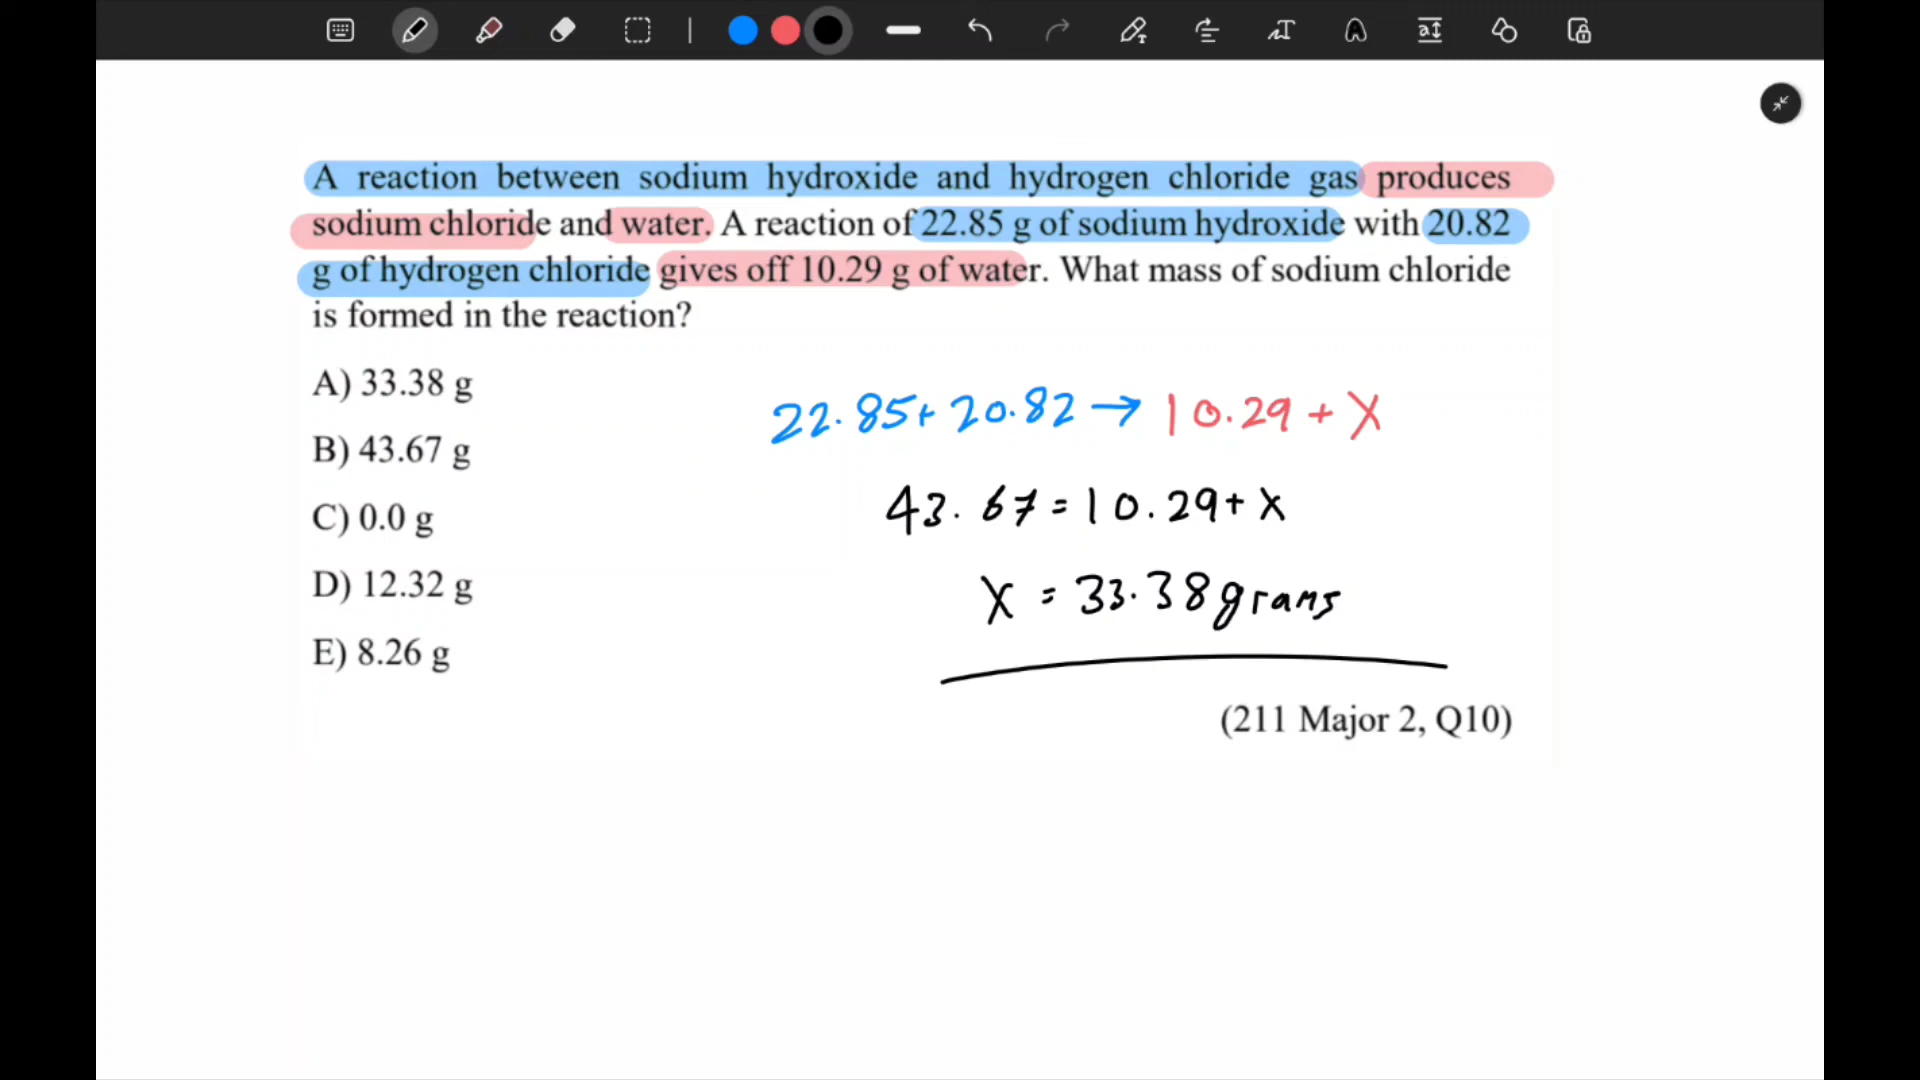 A reaction between sodium hydroxide and hydrogen chloride gas produces
sodium chloride and water. A reaction of 22.85 g of sodium hydroxide with 20.82
g of hydrogen chloride gives off 10.29 g of water. What mass of sodium chloride
is formed in the reaction?
A) 33.38 g
B) 43.67 g
C) 0.0 g
D) 12.32 g
E) 8.26 g
22.85+ 20.82 → 10.29 + X
43.67 = 10.29 + X
X = 33.38 grams
(211 Major 2, Q10)